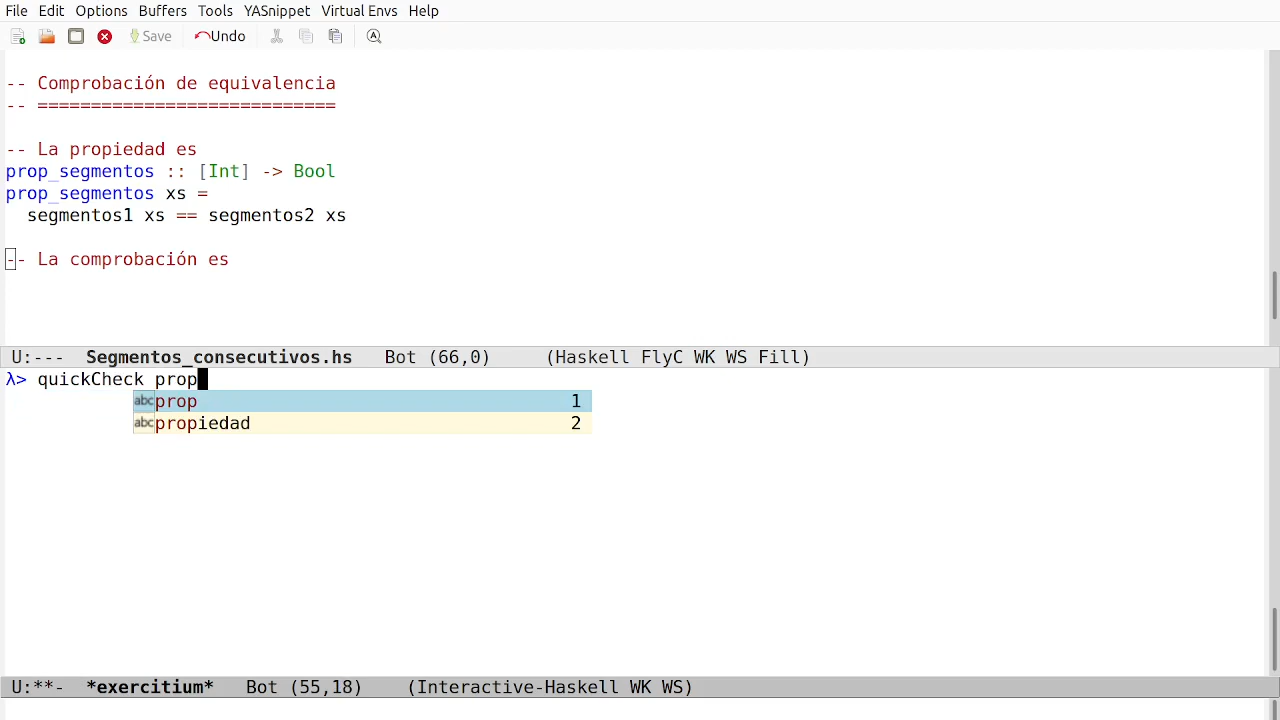 File Edit Options Buffers Tools YASnippet Virtual Envs Help
Save Undo
-- Comprobación de equivalencia
-- ============================
-- La propiedad es
prop_segmentos :: [Int] -> Bool
prop_segmentos xs =
segmentos1 xs == segmentos2 xs
-- La comprobación es
U:--- Segmentos_consecutivos.hs Bot (66,0) (Haskell FlyC WK WS Fill)
λ> quickCheck prop
abc prop 1
abc propiedad 2
U:**- *exercitium* Bot (55,18) (Interactive-Haskell WK WS)